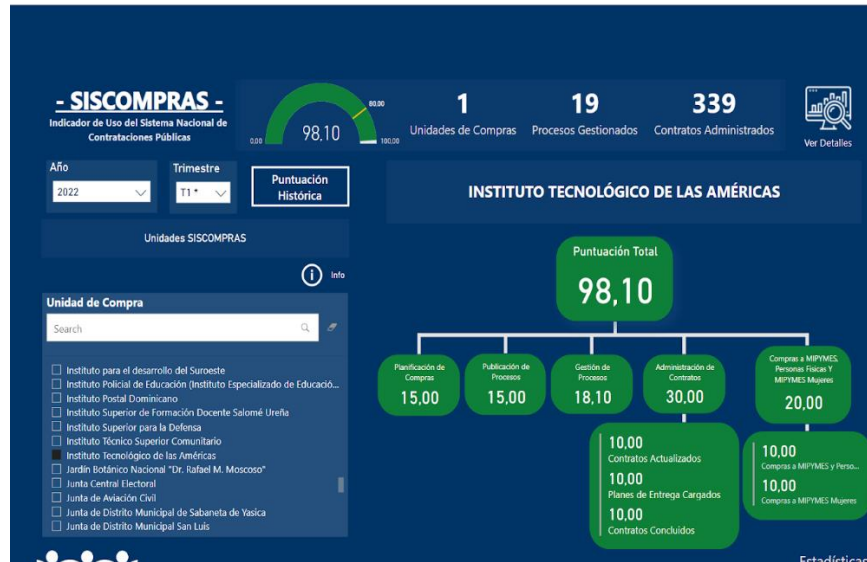 - SISCOMPRAS -
Indicador de Uso del Sistema Nacional de
Contrataciones Públicas
0,00
98,10
80,00
100,00
1
Unidades de Compras
19
Procesos Gestionados
339
Contratos Administrados
Ver Detalles
Año
2022
Trimestre
T1 *
Puntuación
Histórica
INSTITUTO TECNOLÓGICO DE LAS AMÉRICAS
Unidades SISCOMPRAS
Info
Unidad de Compra
Search
Instituto para el desarrollo del Suroeste
Instituto Policial de Educación (Instituto Especializado de Educació...
Instituto Postal Dominicano
Instituto Superior de Formación Docente Salomé Ureña
Instituto Superior para la Defensa
Instituto Técnico Superior Comunitario
Instituto Tecnológico de las Américas
Jardín Botánico Nacional "Dr. Rafael M. Moscoso"
Junta Central Electoral
Junta de Aviación Civil
Junta de Distrito Municipal de Sabaneta de Yasica
Junta de Distrito Municipal San Luis
Puntuación Total
98,10
Planificación de
Compras
15,00
Publicación de
Procesos
15,00
Gestión de
Procesos
18,10
Administración de
Contratos
30,00
Compras a MIPYMES,
Personas Fisicas Y
MIPYMES Mujeres
20,00
10,00
Contratos Actualizados
10,00
Planes de Entrega Cargados
10,00
Contratos Concluidos
10,00
Compras a MIPYMES y Perso...
10,00
Compras a MIPYMES Mujeres
Estadísticas